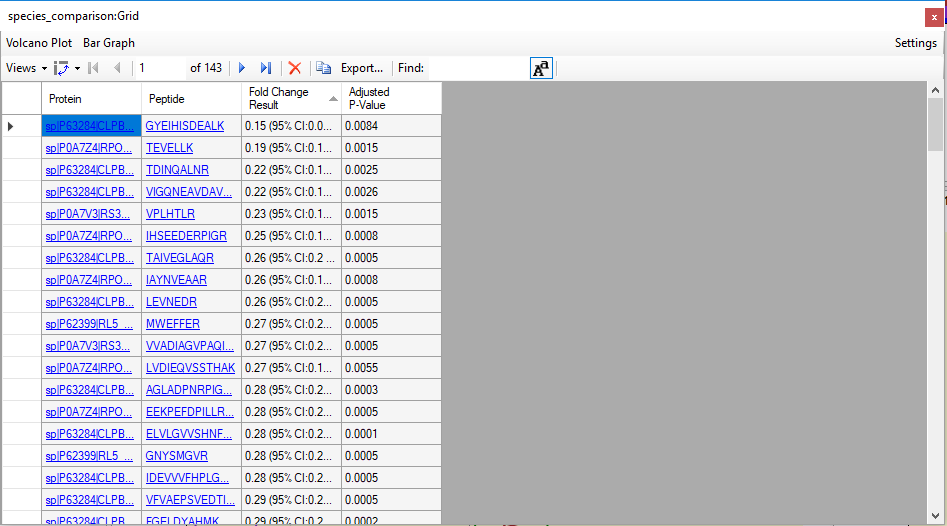 species_comparison:Grid
Volcano Plot Bar Graph Settings
Views 1 of 143 Export... Find: Aa
Protein Peptide Fold Change Result Adjusted P-Value
sp|P63284|CLPB... GYEIHISDEALK 0.15 (95% CI:0.0... 0.0084
sp|P0A7Z4|RPO... TEVELLK 0.19 (95% CI:0.1... 0.0015
sp|P63284|CLPB... TDINQALNR 0.22 (95% CI:0.1... 0.0025
sp|P63284|CLPB... VIGQNEAVDAV... 0.22 (95% CI:0.1... 0.0026
sp|P0A7V3|RS3... VPLHTLR 0.23 (95% CI:0.1... 0.0015
sp|P0A7Z4|RPO... IHSEEDERPIGR 0.25 (95% CI:0.1... 0.0008
sp|P63284|CLPB... TAIVEGLAQR 0.26 (95% CI:0.2 ... 0.0005
sp|P0A7Z4|RPO... IAYNVEAAR 0.26 (95% CI:0.1... 0.0008
sp|P63284|CLPB... LEVNEDR 0.26 (95% CI:0.2... 0.0005
sp|P62399|RL5_... MWEFFER 0.27 (95% CI:0.2... 0.0005
sp|P0A7V3|RS3... VVADIAGVPAQI... 0.27 (95% CI:0.2... 0.0005
sp|P0A7Z4|RPO... LVDIEQVSSTHAK 0.27 (95% CI:0.1... 0.0055
sp|P63284|CLPB... AGLADPNRPIG... 0.28 (95% CI:0.2... 0.0003
sp|P0A7Z4|RPO... EEKPEFDPILLR... 0.28 (95% CI:0.2... 0.0005
sp|P63284|CLPB... ELVLGVVSHNF... 0.28 (95% CI:0.2... 0.0001
sp|P62399|RL5_... GNYSMGVR 0.28 (95% CI:0.2... 0.0005
sp|P63284|CLPB... IDEVVVFHPLG... 0.28 (95% CI:0.2... 0.0005
sp|P63284|CLPB... VFVAEPSVEDTI... 0.29 (95% CI:0.2... 0.0005
sp|P63284|CLPB... FGELDYAHMK 0.29 (95% CI:0.2... 0.0002